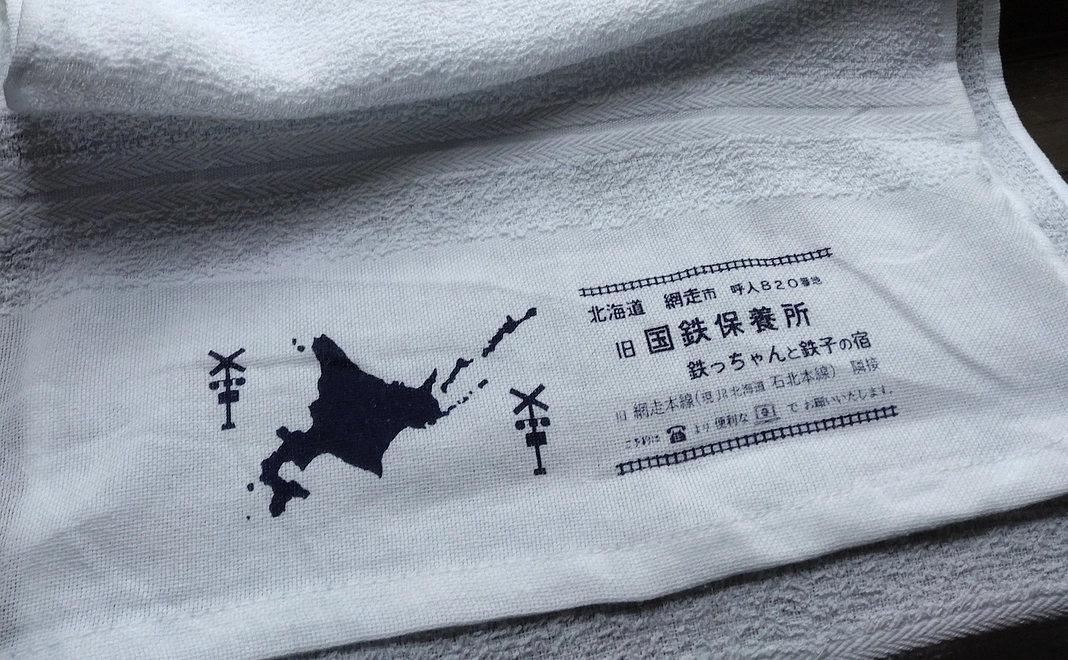 北海道 網走市 呼人820番地
旧 国鉄保養所
鉄っちゃんと鉄子の宿
旧 網走本線(現JR北海道 石北本線) 隣接
ご予約は ☎ より 便利な で お願いいたします。